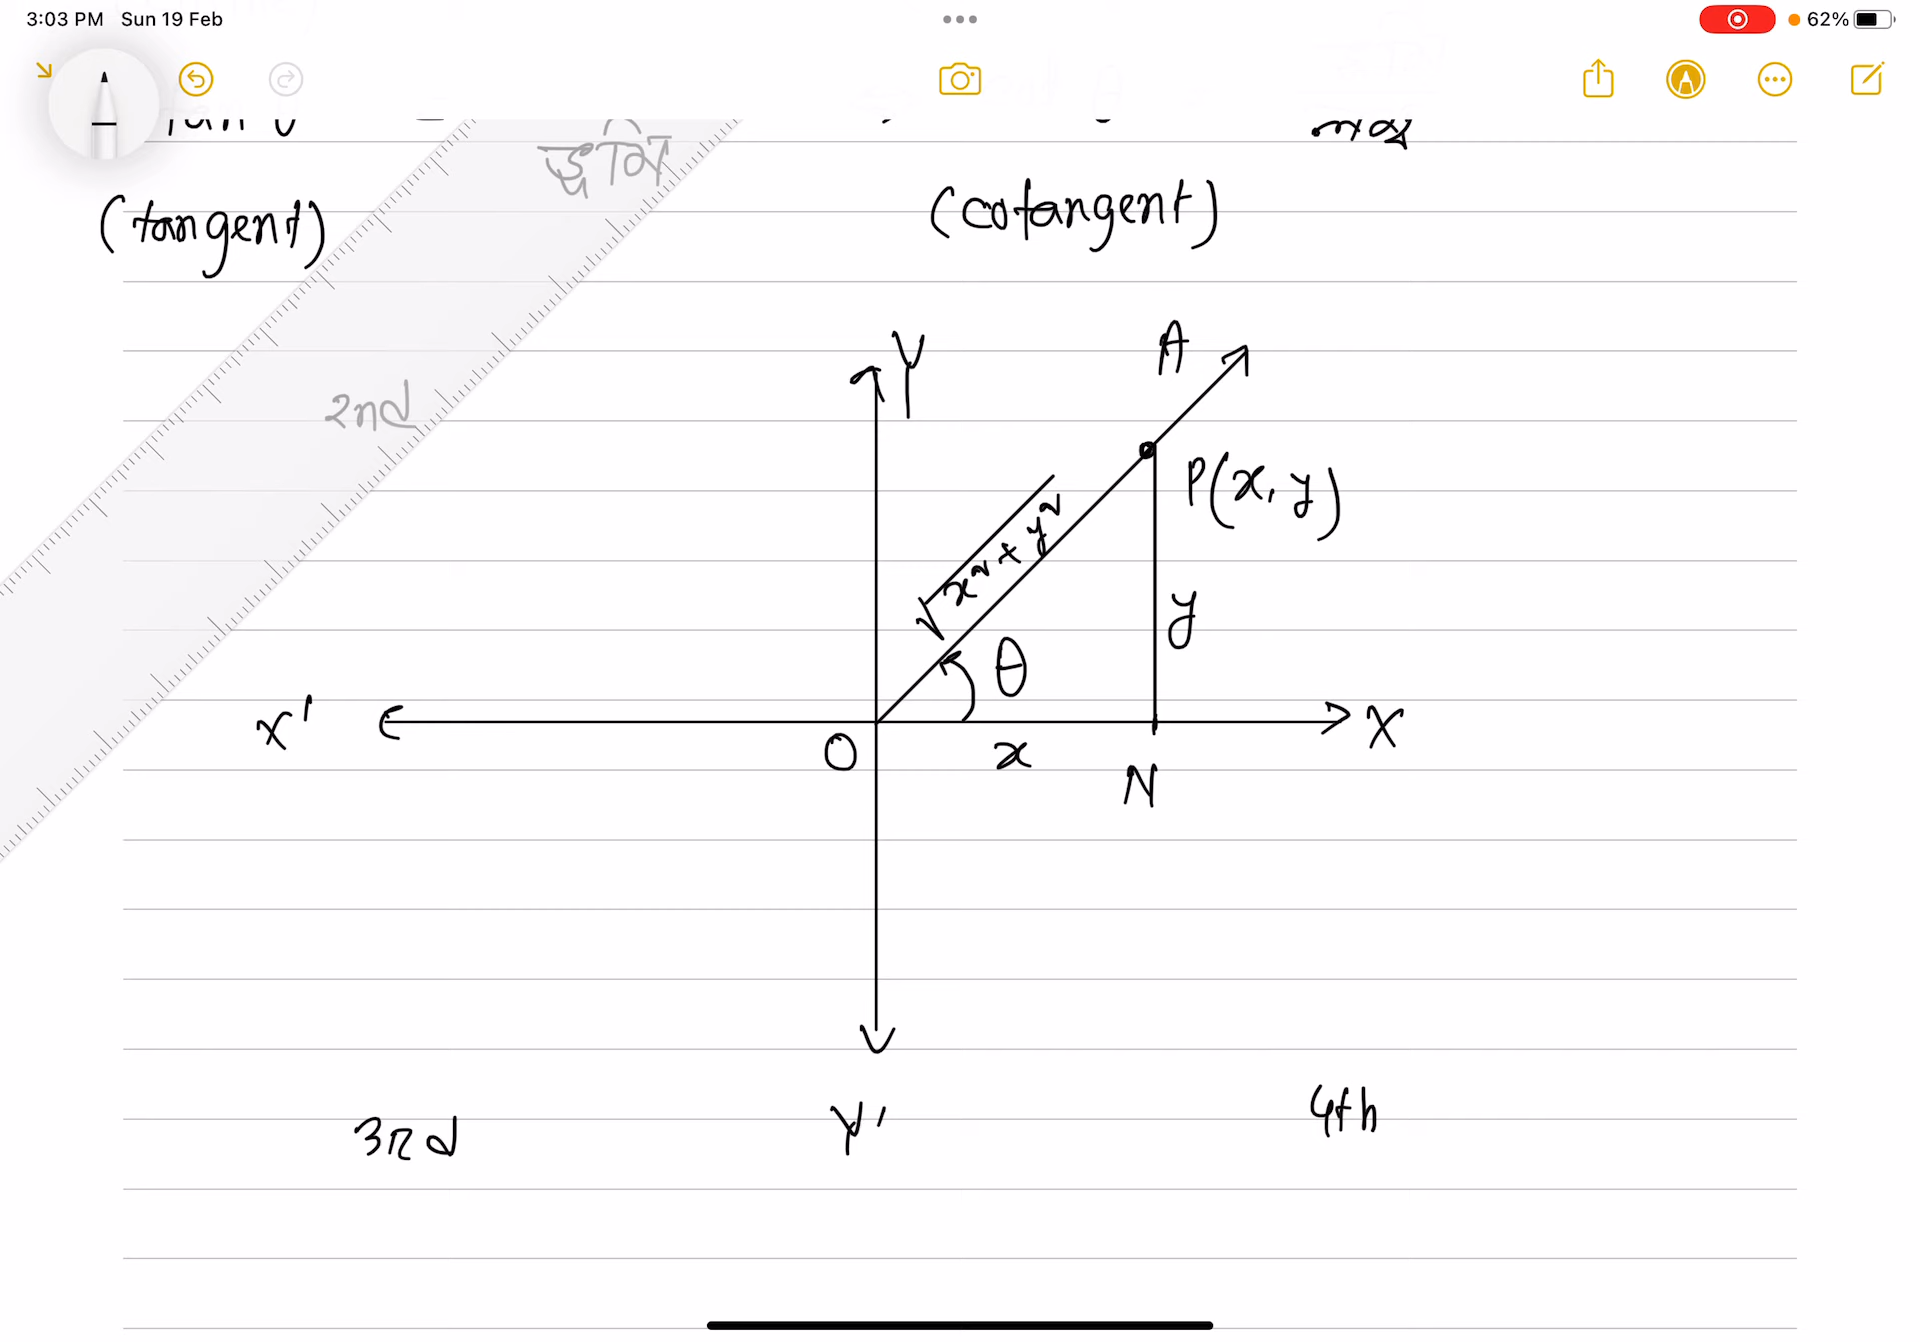 3:03 PM Sun 19 Feb
62%
(tangent)
(cotangent)
Y
A
2nd
P(x, y)
√x²+y²
y
θ
X'
X
O
x
N
Y'
4th
3rd